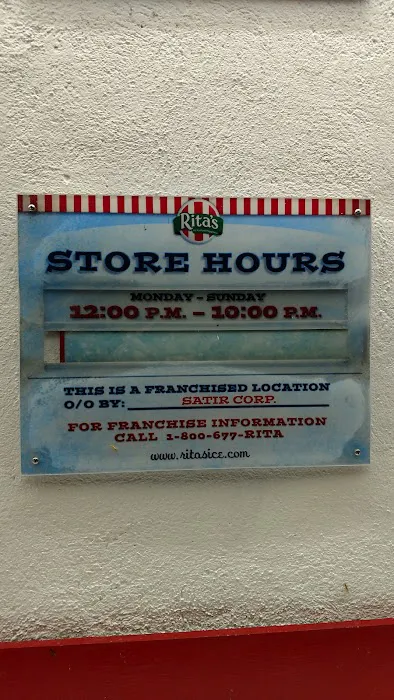 Rita's
STORE HOURS
MONDAY - SUNDAY
12:00 P.M. - 10:00 P.M.
THIS IS A FRANCHISED LOCATION
O/O BY: SATIR CORP.
FOR FRANCHISE INFORMATION
CALL 1-800-677-RITA
www.ritasice.com